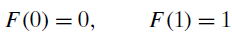 F(0) = 0, F(1) = 1